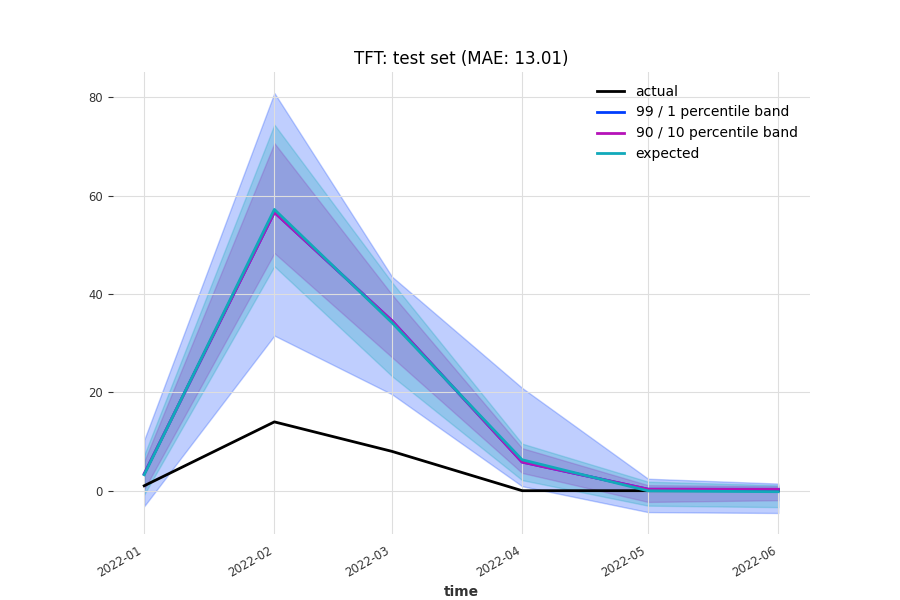 TFT: test set (MAE: 13.01)
actual
99 / 1 percentile band
90 / 10 percentile band
expected
80
60
40
20
0
2022-01
2022-02
2022-03
2022-04
2022-05
2022-06
time